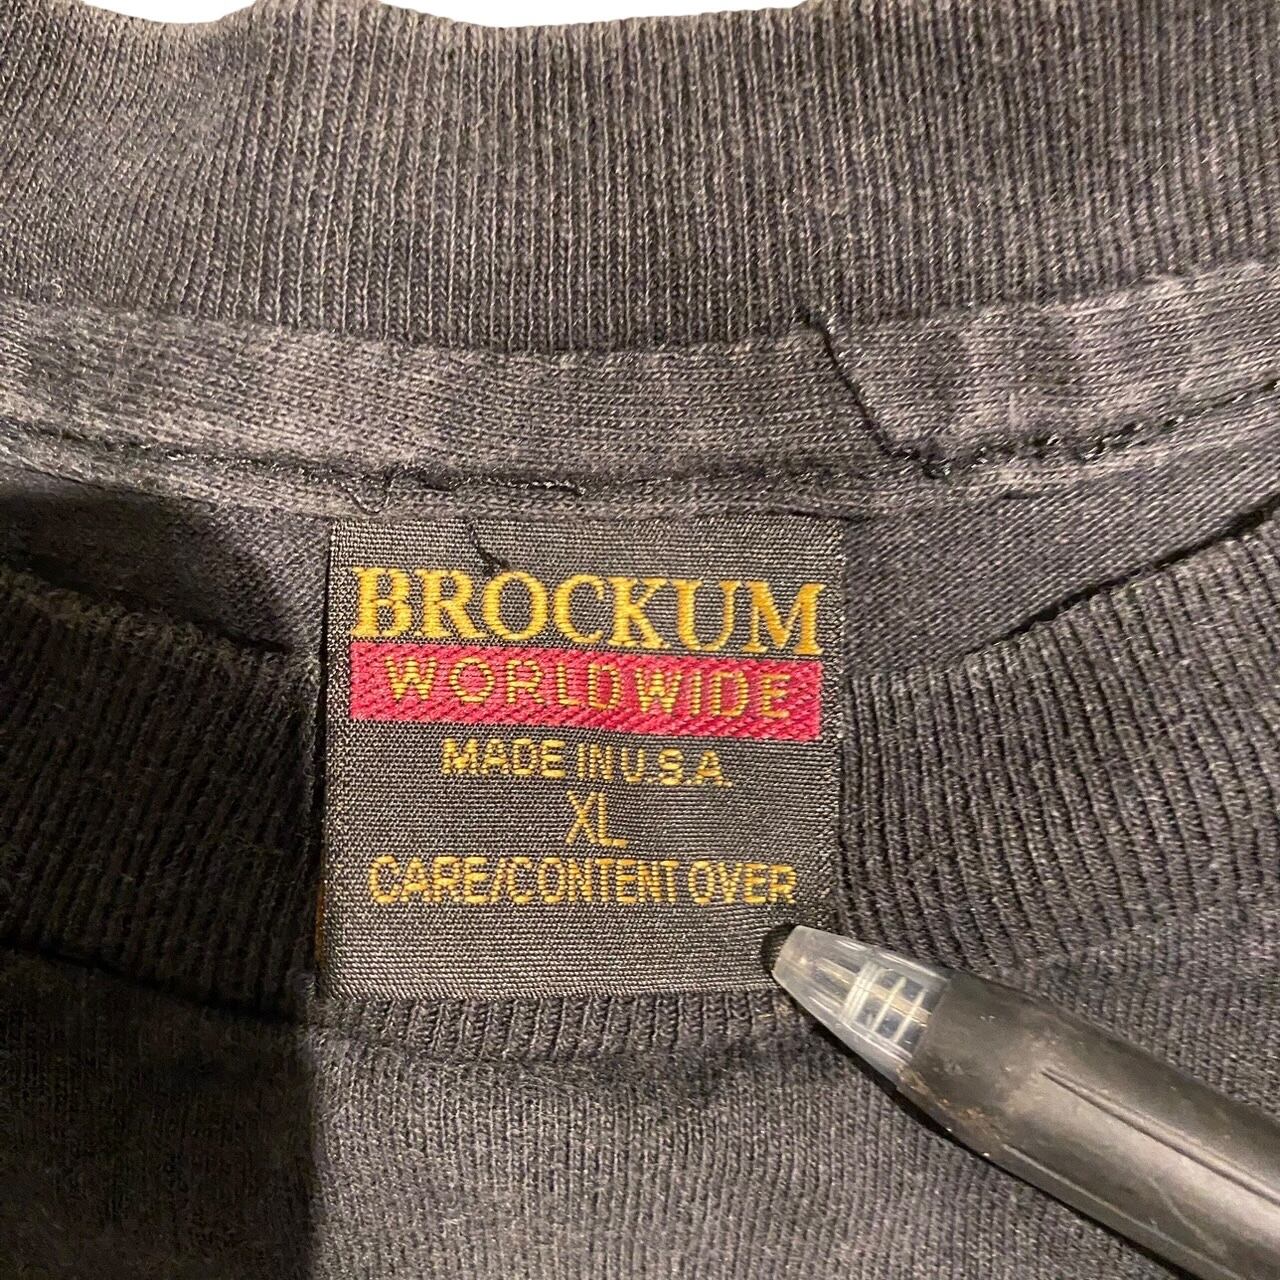 BROCKUM
WORLDWIDE
MADE IN U.S.A.
XL
CARE/CONTENT OVER